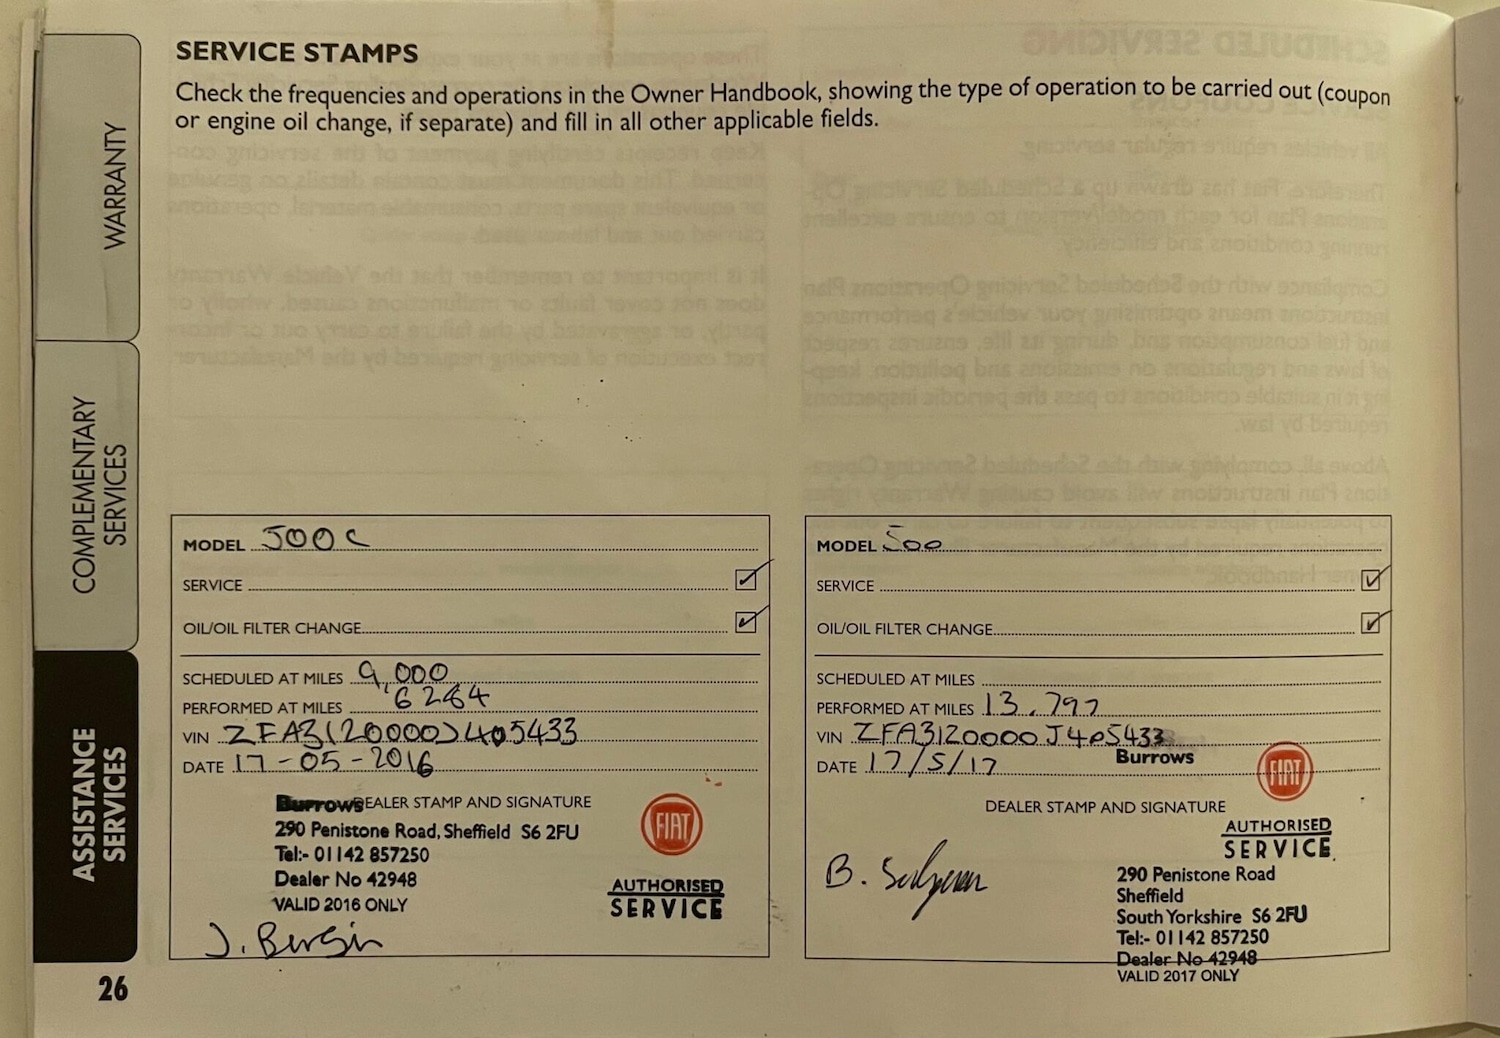 SERVICE STAMPS
Check the frequencies and operations in the Owner Handbook, showing the type of operation to be carried out (coupon
or engine oil change, if separate) and fill in all other applicable fields.
WARRANTY
COMPLEMENTARY
SERVICES
ASSISTANCE
SERVICES
26
MODEL 500C
SERVICE ✓
OIL/OIL FILTER CHANGE ✓
SCHEDULED AT MILES 9,000
PERFORMED AT MILES 6264
VIN ZFA3120000J405433
DATE 17-05-2016
Burrows DEALER STAMP AND SIGNATURE
290 Penistone Road, Sheffield S6 2FU
Tel:- 01142 857250
Dealer No 42948
VALID 2016 ONLY
FIAT
AUTHORISED
SERVICE
MODEL 500
SERVICE ✓
OIL/OIL FILTER CHANGE ✓
SCHEDULED AT MILES
PERFORMED AT MILES 13,797
VIN ZFA3120000J405433
DATE 17/5/17
Burrows
FIAT
DEALER STAMP AND SIGNATURE
AUTHORISED
SERVICE
B.
290 Penistone Road
Sheffield
South Yorkshire S6 2FU
Tel:- 01142 857250
Dealer No 42948
VALID 2017 ONLY